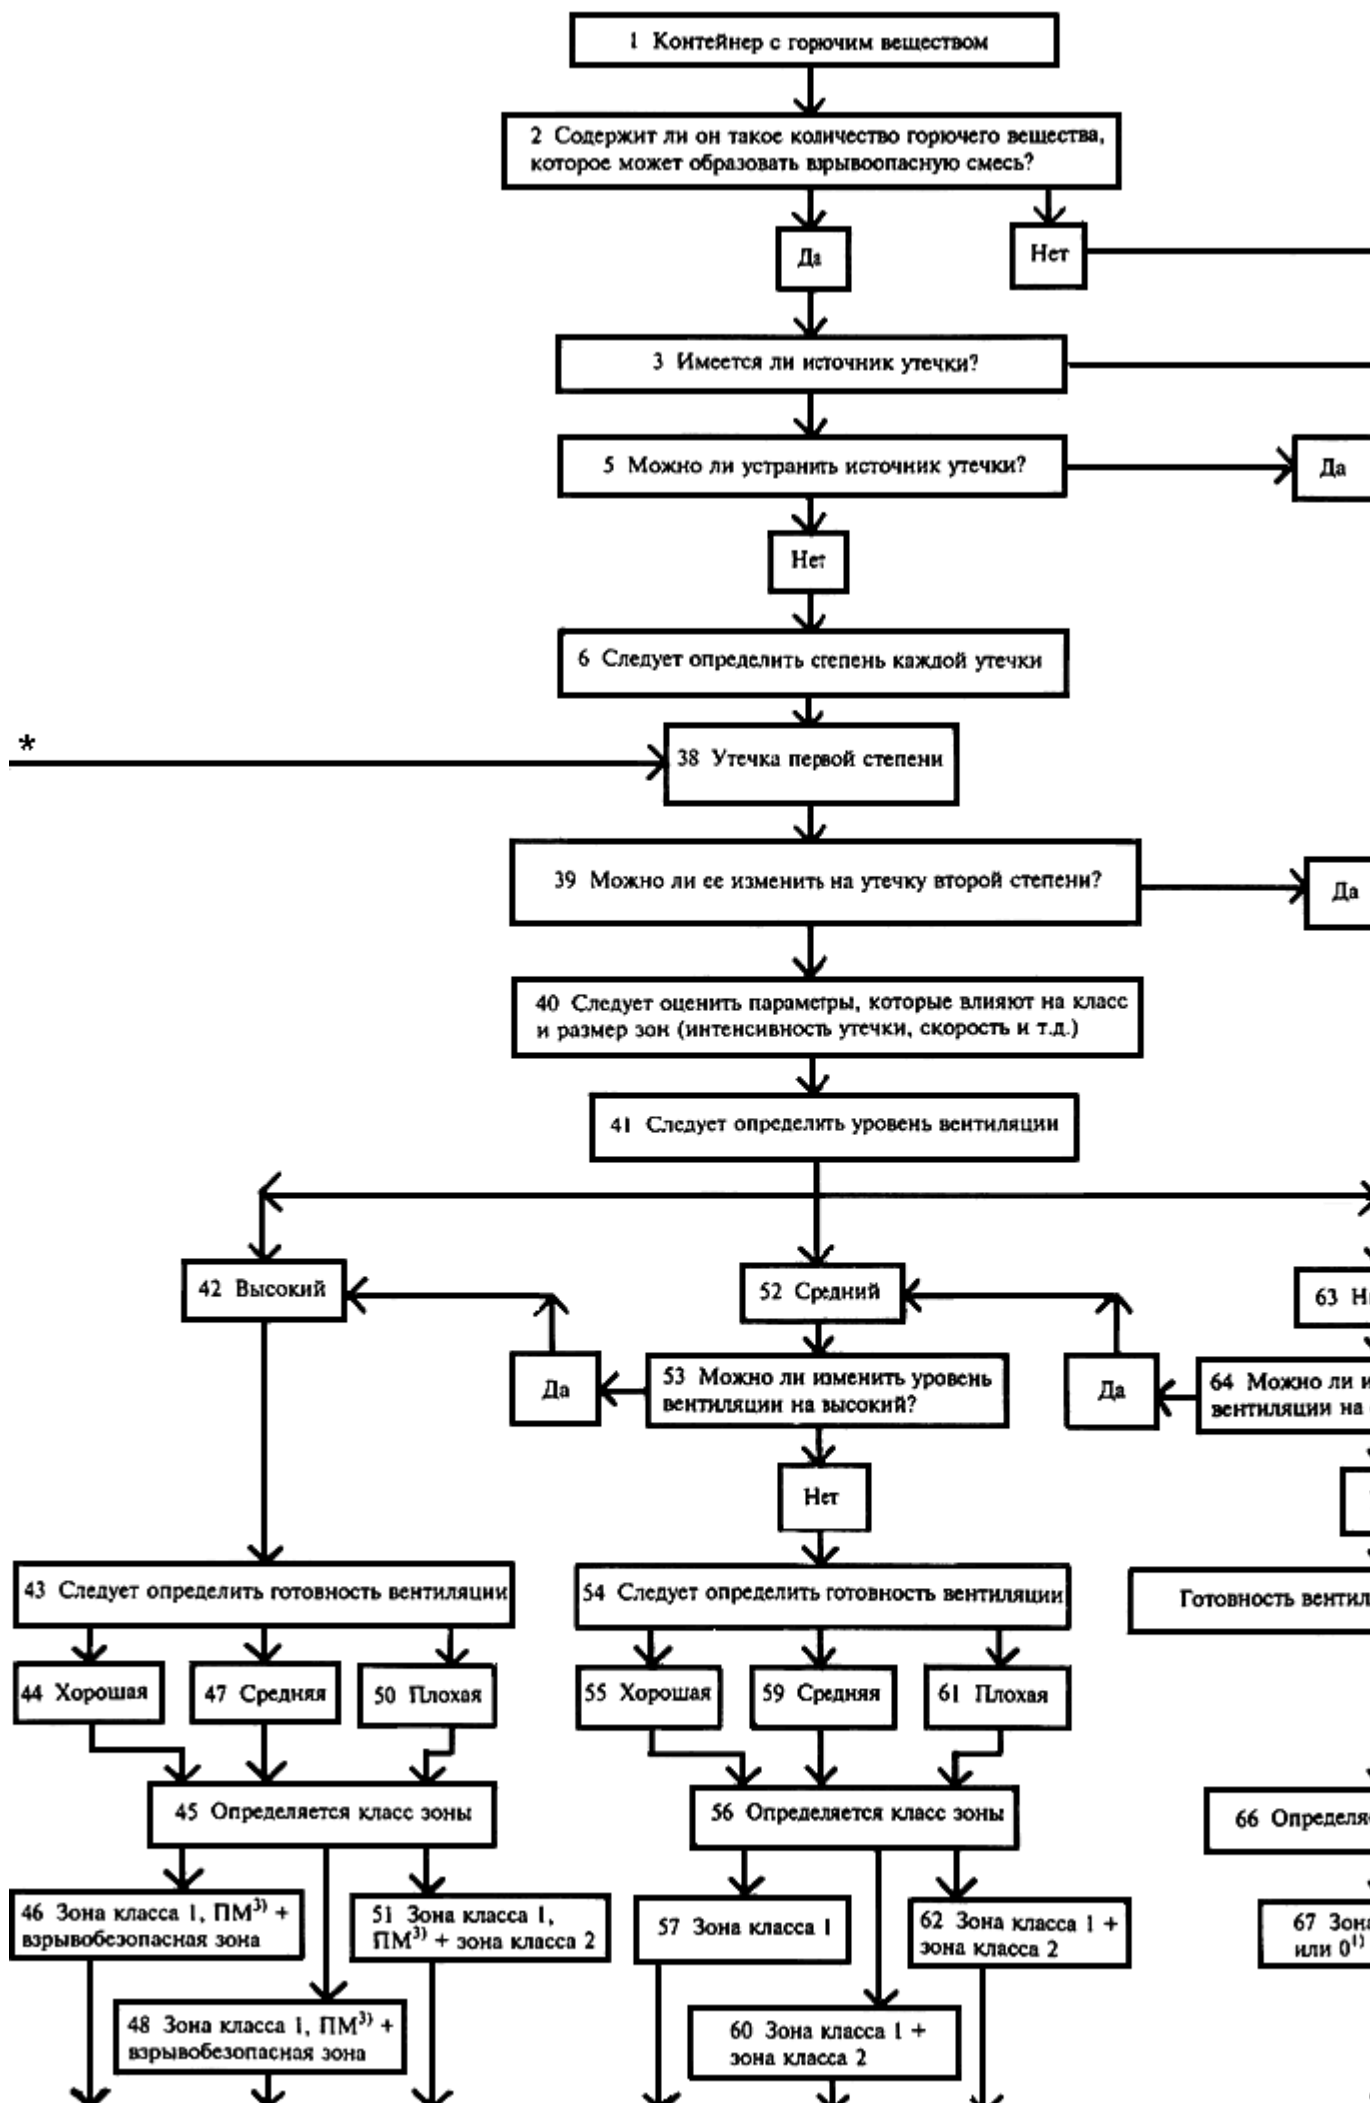 1 Контейнер с горючим веществом
2 Содержит ли он такое количество горючего вещества,
которое может образовать взрывоопасную смесь?
Да
Нет
3 Имеется ли источник утечки?
5 Можно ли устранить источник утечки?
Да
Нет
6 Следует определить степень каждой утечки
*
38 Утечка первой степени
39 Можно ли ее изменить на утечку второй степени?
Да
40 Следует оценить параметры, которые влияют на класс
и размер зон (интенсивность утечки, скорость и т.д.)
41 Следует определить уровень вентиляции
42 Высокий
52 Средний
63
Да
53 Можно ли изменить уровень
вентиляции на высокий?
Да
64 Можно ли
вентиляции на
Нет
43 Следует определить готовность вентиляции
54 Следует определить готовность вентиляции
Готовность
44 Хорошая
47 Средняя
50 Плохая
55 Хорошая
59 Средняя
61 Плохая
45 Определяется класс зоны
56 Определяется класс зоны
66
46 Зона класса 1, ПМ³⁾ +
взрывобезопасная зона
51 Зона класса 1,
ПМ³⁾ + зона класса 2
57 Зона класса 1
62 Зона класса 1 +
зона класса 2
67
или 0¹⁾
48 Зона класса 1, ПМ³⁾ +
взрывобезопасная зона
60 Зона класса 1 +
зона класса 2